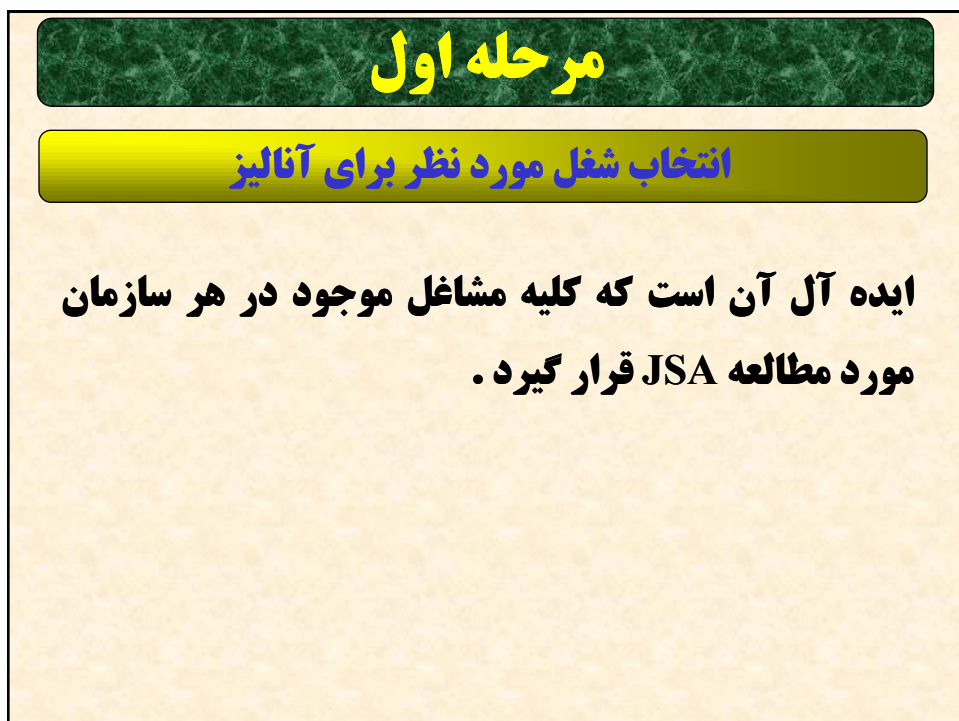 مرحله اول
انتخاب شغل مورد نظر برای آنالیز
ایده آل آن است که کلیه مشاغل موجود در هر سازمان
مورد مطالعه JSA قرار گیرد .